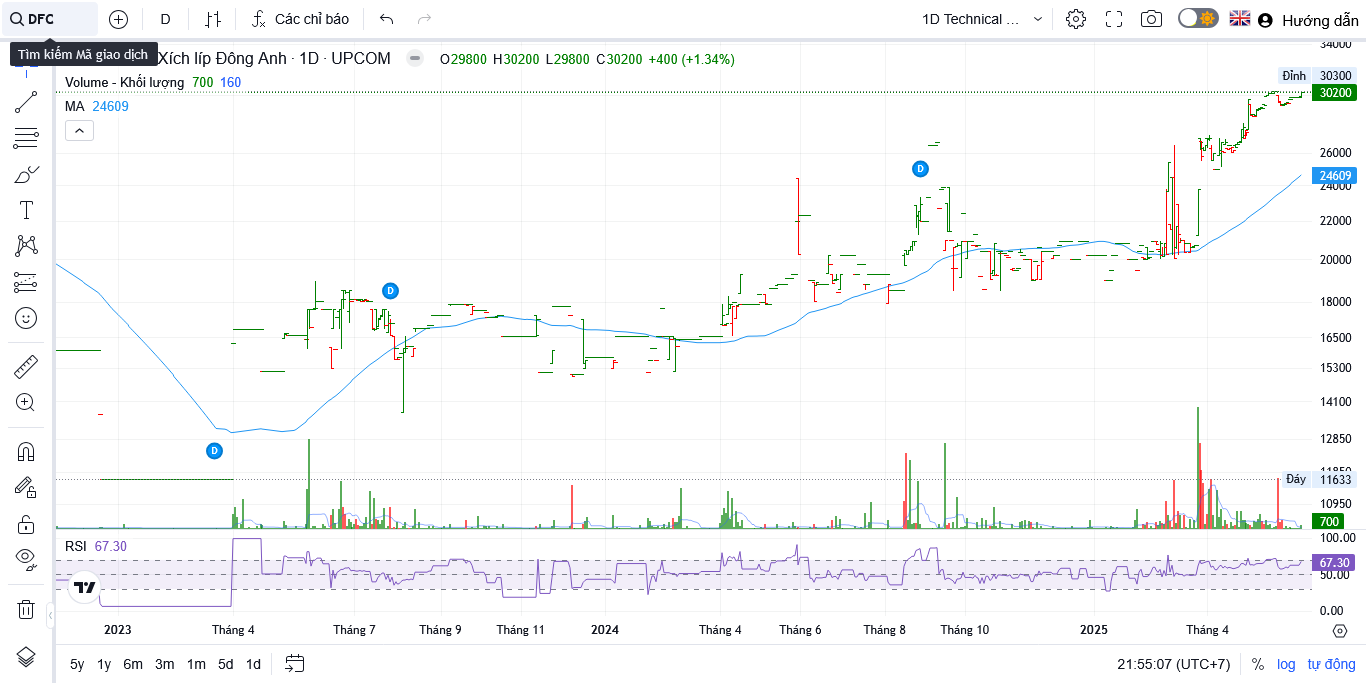 DFC
D
Các chỉ báo
1D Technical ...
Hướng dẫn
Tìm kiếm Mã giao dịch
Xích líp Đông Anh · 1D · UPCOM
O29800 H30200 L29800 C30200 +400 (+1.34%)
Volume - Khối lượng 700 160
MA 24609
34000
Đỉnh 30300
30200
26000
24609
24000
22000
20000
18000
16500
15300
14100
12850
11850
Đáy 11633
10950
700
D
D
D
RSI 67.30
100.00
67.30
50.00
0.00
2023 Tháng 4 Tháng 7 Tháng 9 Tháng 11 2024 Tháng 4 Tháng 6 Tháng 8 Tháng 10 2025 Tháng 4
5y 1y 6m 3m 1m 5d 1d
21:55:07 (UTC+7) % log tự động